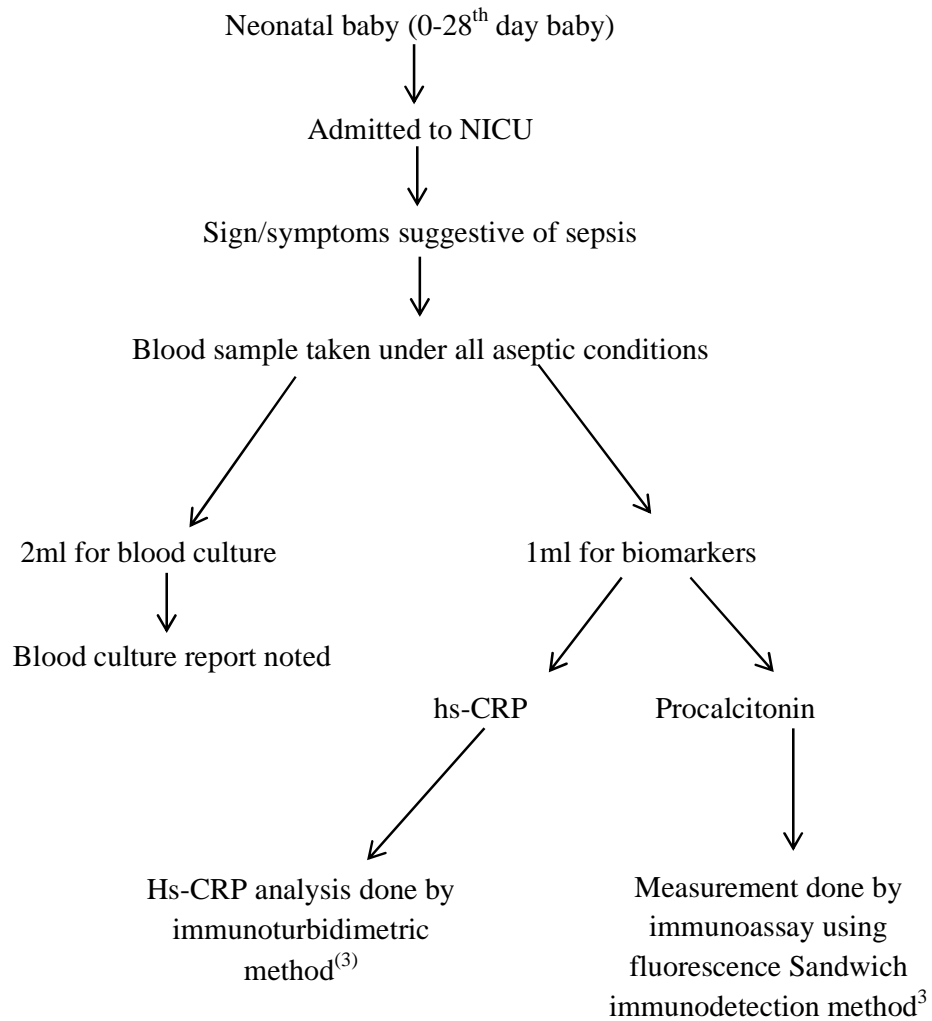 Neonatal baby (0-28th day baby)
Admitted to NICU
Sign/symptoms suggestive of sepsis
Blood sample taken under all aseptic conditions
2ml for blood culture
1ml for biomarkers
Blood culture report noted
hs-CRP
Procalcitonin
Hs-CRP analysis done by
immunoturbidimetric
method(3)
Measurement done by
immunoassay using
fluorescence Sandwich
immunodetection method3